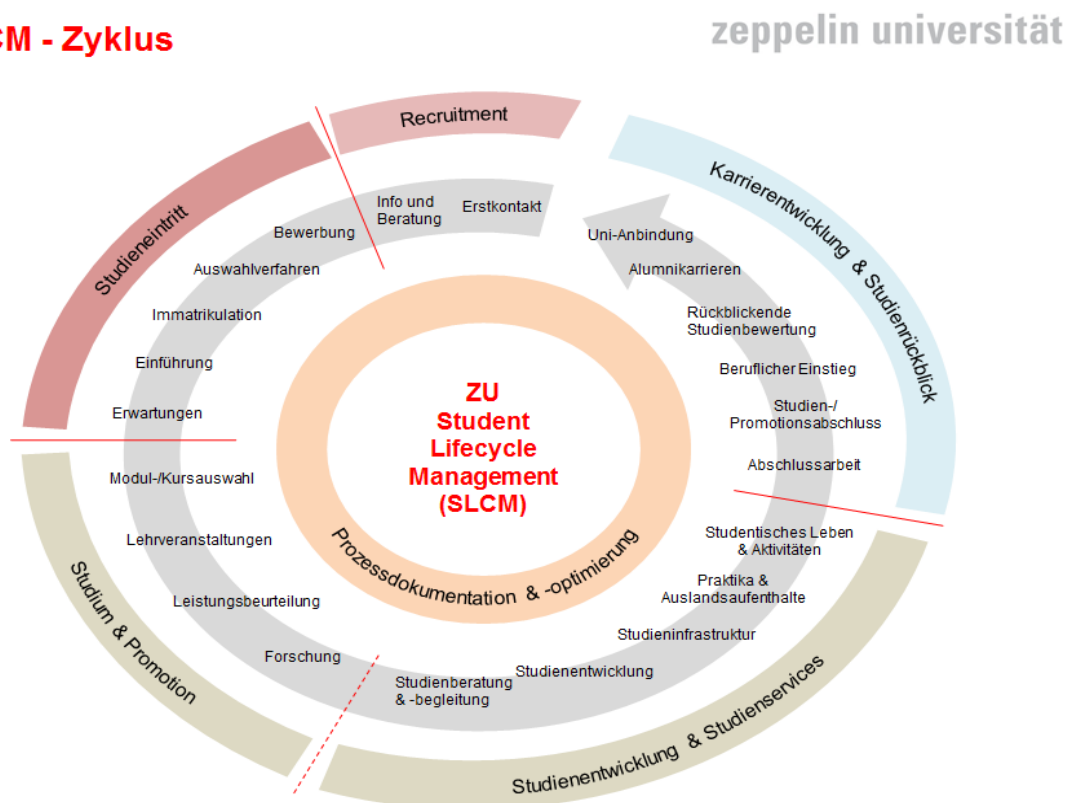 CM - Zyklus
zeppelin universität
Recruitment
Erstkontakt
Info und
Beratung
Studieneintritt
Bewerbung
Auswahlverfahren
Immatrikulation
Einführung
Erwartungen
Studium & Promotion
Modul-/Kursauswahl
Lehrveranstaltungen
Leistungsbeurteilung
Forschung
Studienentwicklung & Studienservices
Studienberatung
& -begleitung
Studienentwicklung
Studieninfrastruktur
Praktika &
Auslandsaufenthalte
Studentisches Leben
& Aktivitäten
Karrierentwicklung & Studienrückblick
Abschlussarbeit
Studien-/
Promotionsabschluss
Beruflicher Einstieg
Rückblickende
Studienbewertung
Alumnikarrieren
Uni-Anbindung
ZU
Student
Lifecycle
Management
(SLCM)
Prozessdokumentation & -optimierung